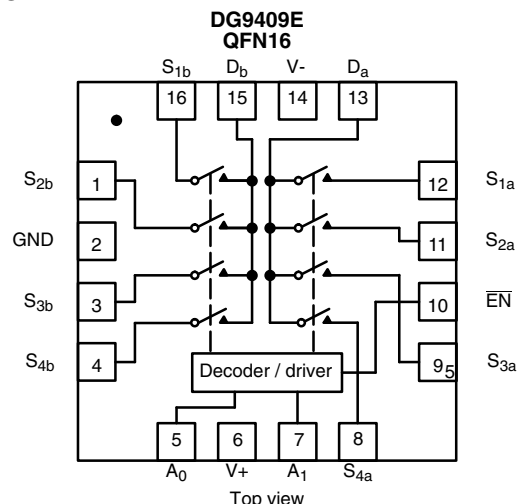 DG9409E
QFN16
S1b Db V- Da
16 15 14 13
S2b 1 12 S1a
GND 2 11 S2a
S3b 3 10 E̅N̅
S4b 4 95 S3a
Decoder / driver
5 6 7 8
A0 V+ A1 S4a
Top view